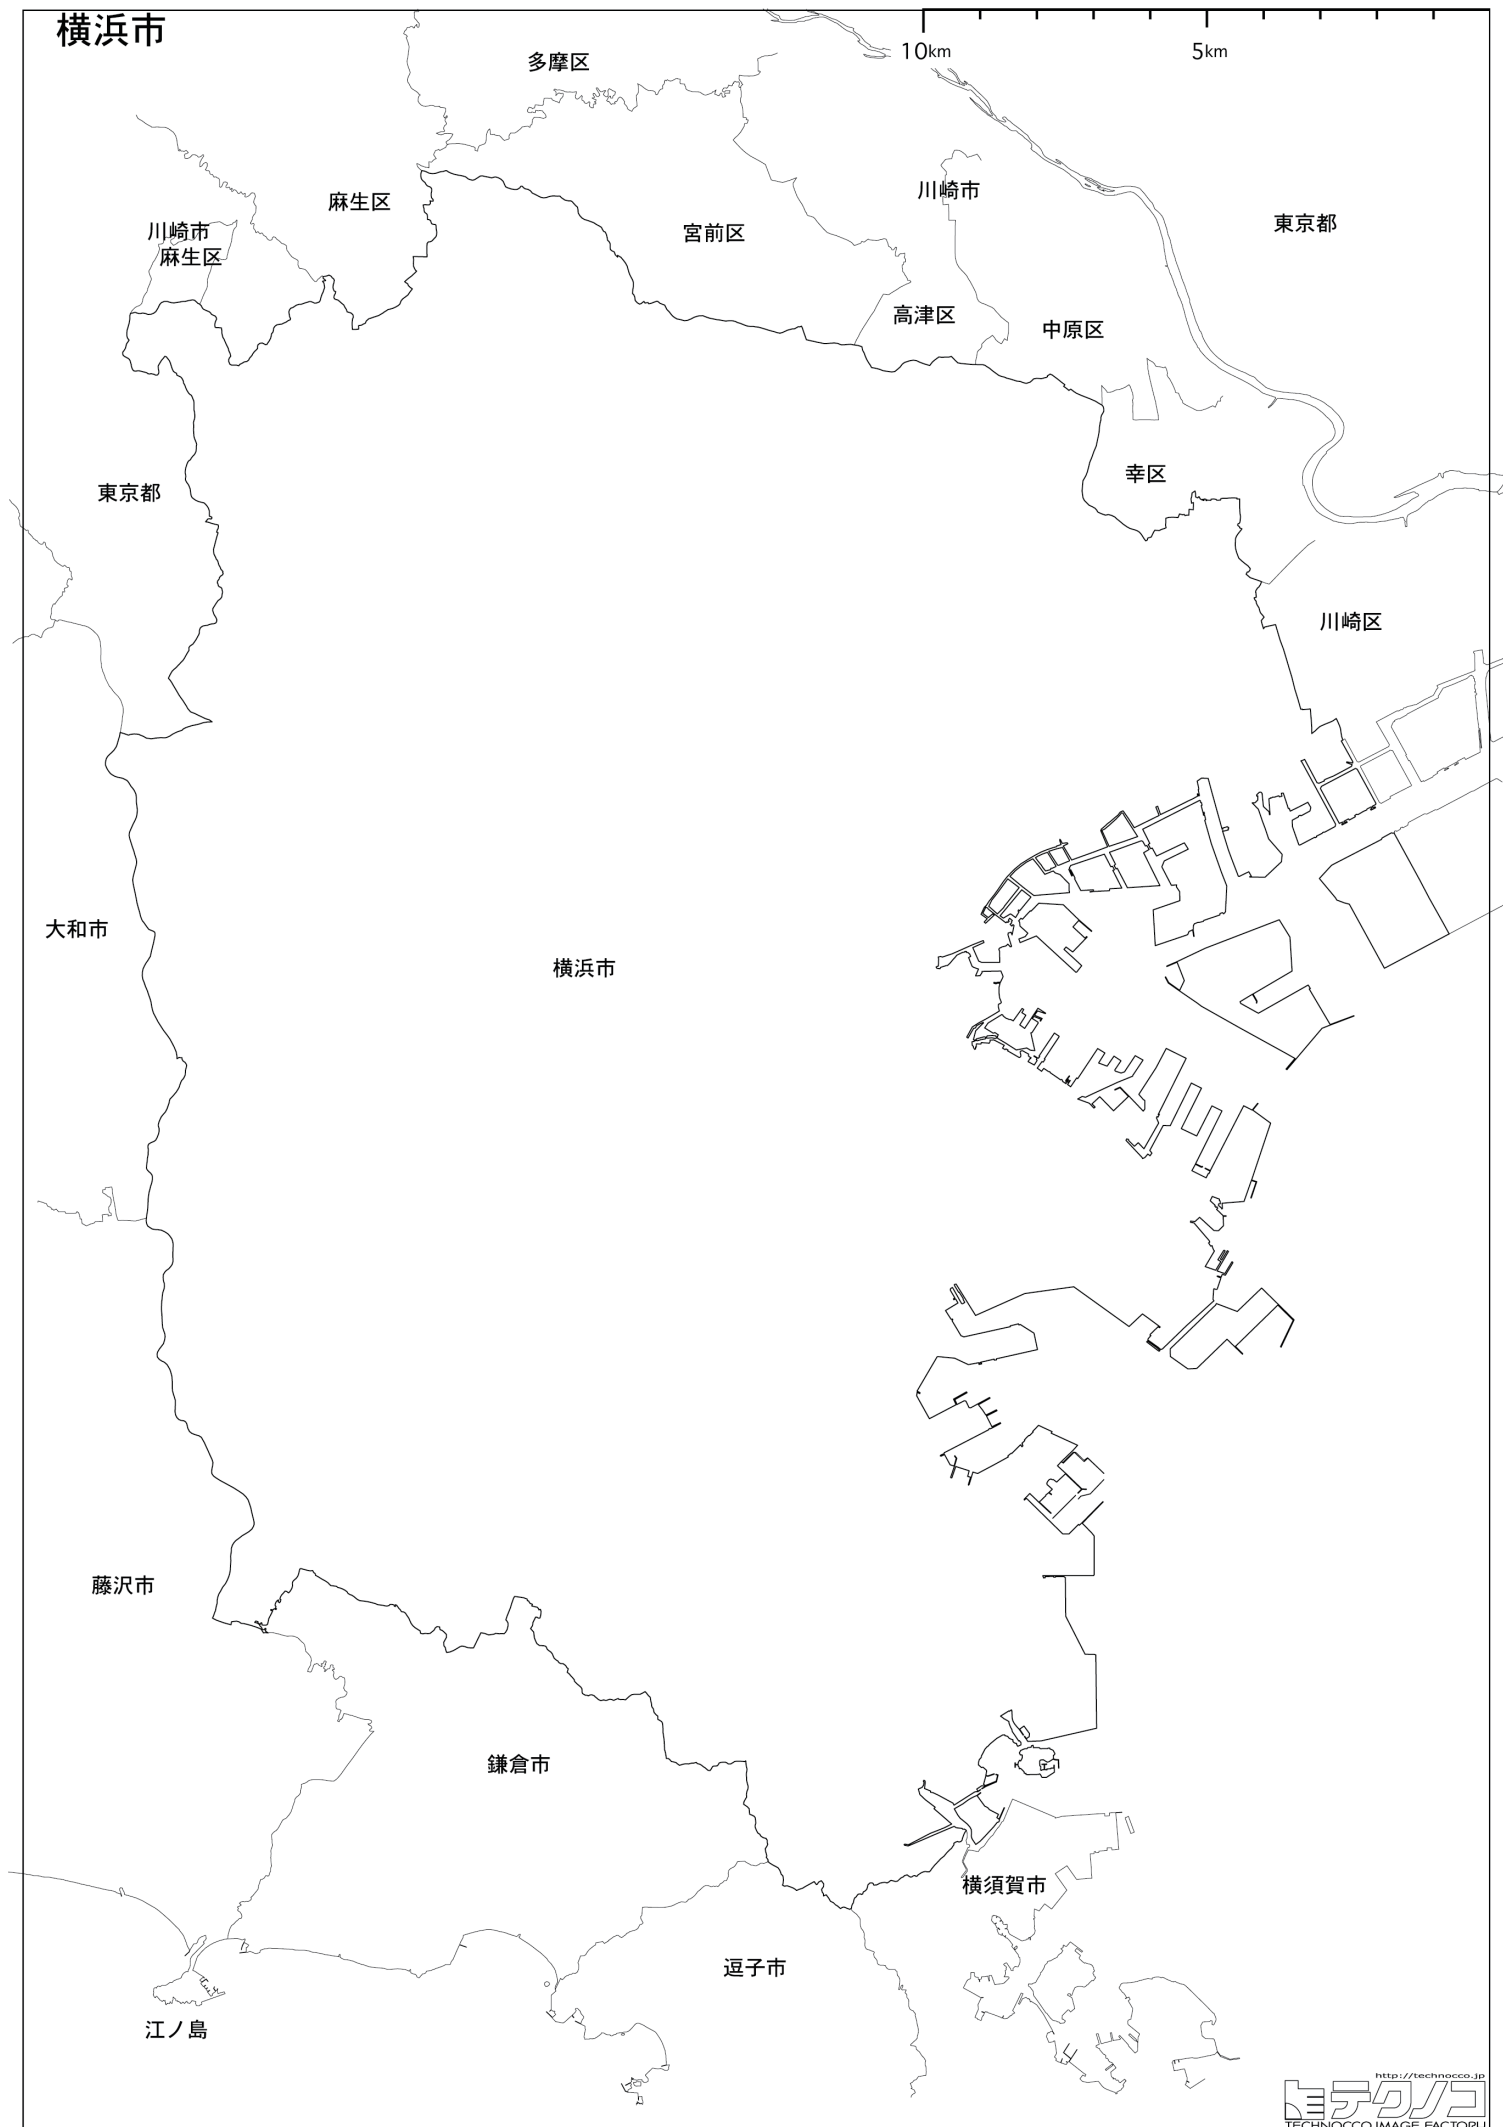 横浜市
10km
5km
多摩区
川崎市
麻生区
川崎市
麻生区
宮前区
東京都
高津区
中原区
幸区
東京都
川崎区
大和市
横浜市
藤沢市
鎌倉市
横須賀市
逗子市
江ノ島
http://technocco.jp
テクノコ
TECHNOCCO IMAGE FACTORY